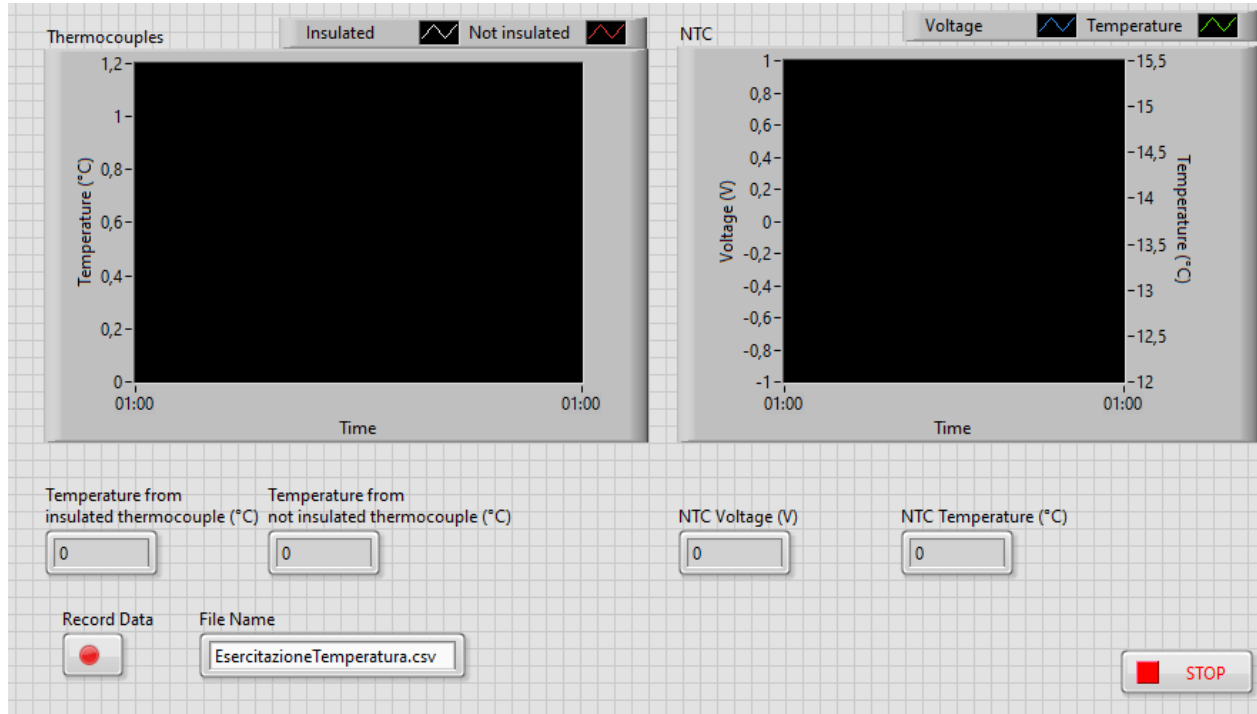 Thermocouples
Insulated
Not insulated
1,2
1
0,8
0,6
0,4
0,2
0
Temperature (°C)
01:00
01:00
Time
NTC
Voltage
Temperature
1
0,8
0,6
0,4
0,2
0
-0,2
-0,4
-0,6
-0,8
-1
Voltage (V)
15,5
15
14,5
14
13,5
13
12,5
12
Temperature (°C)
01:00
01:00
Time
Temperature from
insulated thermocouple (°C)
0
Temperature from
not insulated thermocouple (°C)
0
NTC Voltage (V)
0
NTC Temperature (°C)
0
Record Data
File Name
EsercitazioneTemperatura.csv
STOP